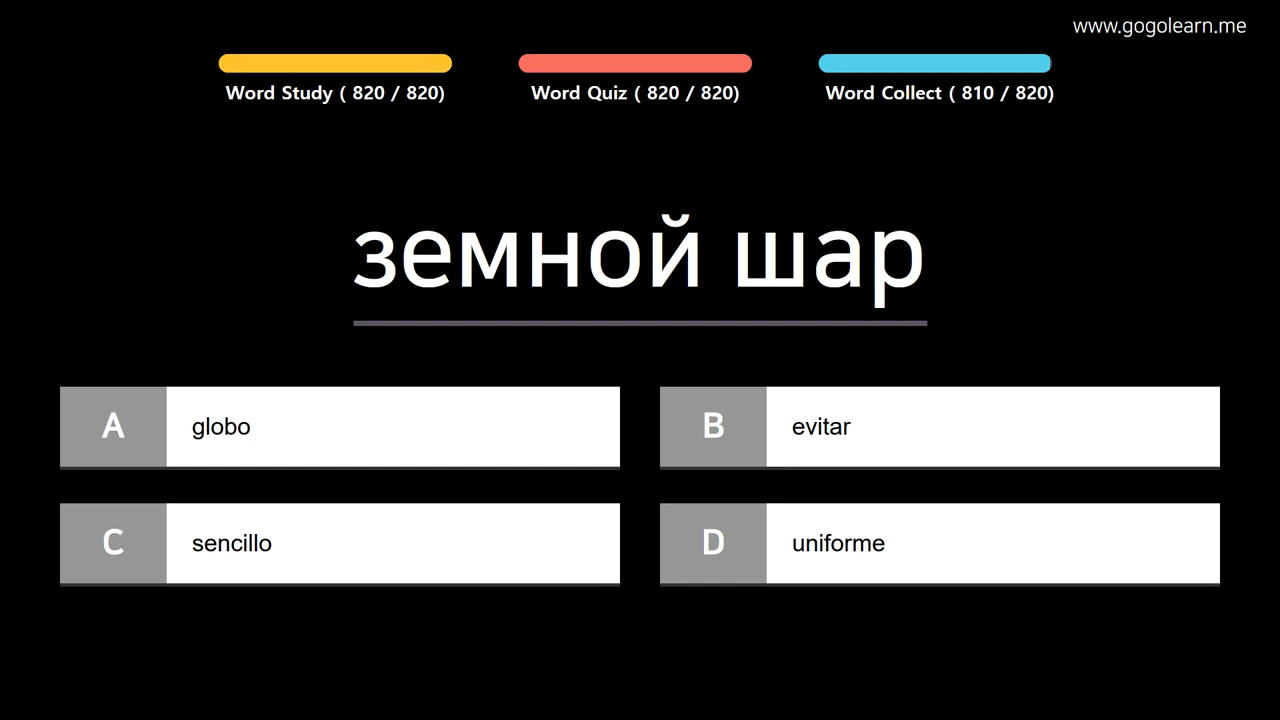 www.gogolearn.me
Word Study ( 820 / 820)
Word Quiz ( 820 / 820)
Word Collect ( 810 / 820)
земной шар
A globo
B evitar
C sencillo
D uniforme